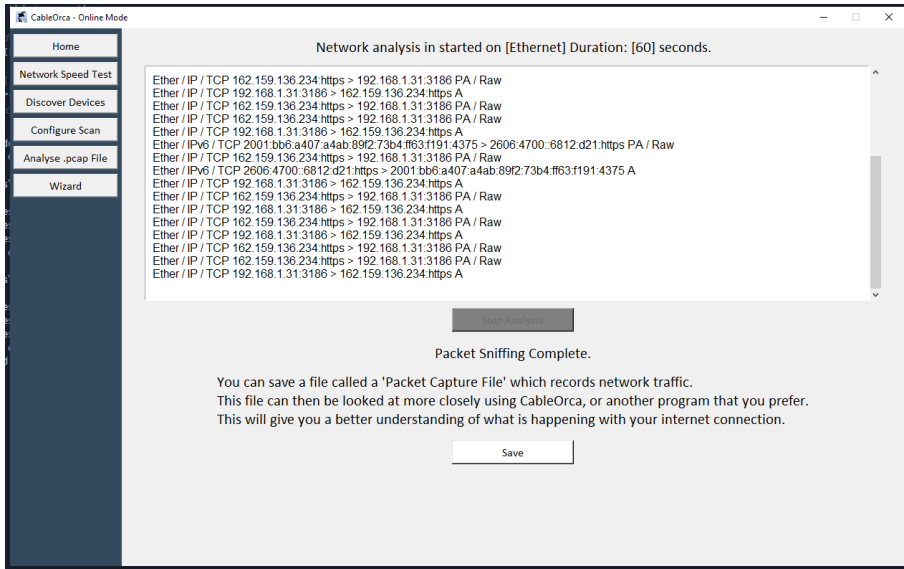 CableOrca - Online Mode
Home
Network Speed Test
Discover Devices
Configure Scan
Analyse .pcap File
Wizard
Network analysis in started on [Ethernet] Duration: [60] seconds.
Ether / IP / TCP 162.159.136.234:https > 192.168.1.31:3186 PA / Raw
Ether / IP / TCP 192.168.1.31:3186 > 162.159.136.234:https A
Ether / IP / TCP 162.159.136.234:https > 192.168.1.31:3186 PA / Raw
Ether / IP / TCP 162.159.136.234:https > 192.168.1.31:3186 PA / Raw
Ether / IP / TCP 192.168.1.31:3186 > 162.159.136.234:https A
Ether / IPv6 / TCP 2001:bb6:a407:a4ab:89f2:73b4:ff63:f191:4375 > 2606:4700::6812:d21:https PA / Raw
Ether / IP / TCP 162.159.136.234:https > 192.168.1.31:3186 PA / Raw
Ether / IPv6 / TCP 2606:4700::6812:d21:https > 2001:bb6:a407:a4ab:89f2:73b4:ff63:f191:4375 A
Ether / IP / TCP 192.168.1.31:3186 > 162.159.136.234:https A
Ether / IP / TCP 162.159.136.234:https > 192.168.1.31:3186 PA / Raw
Ether / IP / TCP 192.168.1.31:3186 > 162.159.136.234:https A
Ether / IP / TCP 162.159.136.234:https > 192.168.1.31:3186 PA / Raw
Ether / IP / TCP 192.168.1.31:3186 > 162.159.136.234:https A
Ether / IP / TCP 162.159.136.234:https > 192.168.1.31:3186 PA / Raw
Ether / IP / TCP 162.159.136.234:https > 192.168.1.31:3186 PA / Raw
Ether / IP / TCP 192.168.1.31:3186 > 162.159.136.234:https A
Stop Analysis
Packet Sniffing Complete.
You can save a file called a 'Packet Capture File' which records network traffic.
This file can then be looked at more closely using CableOrca, or another program that you prefer.
This will give you a better understanding of what is happening with your internet connection.
Save